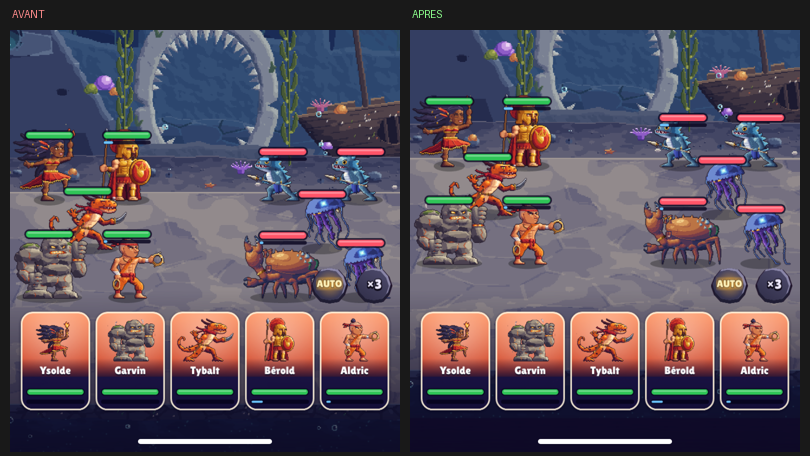 AVANT
APRES
AUTO
×3
AUTO
×3
Ysolde
Garvin
Tybalt
Bérold
Aldric
Ysolde
Garvin
Tybalt
Bérold
Aldric